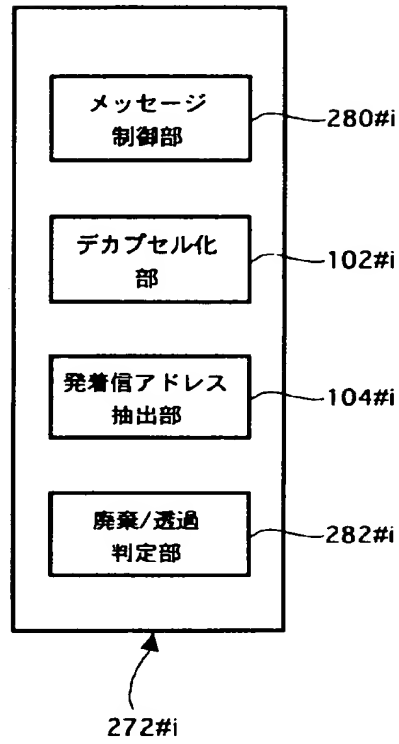 メッセージ
制御部
280#i
デカプセル化
部
102#i
発着信アドレス
抽出部
104#i
廃棄/透過
判定部
282#i
272#i